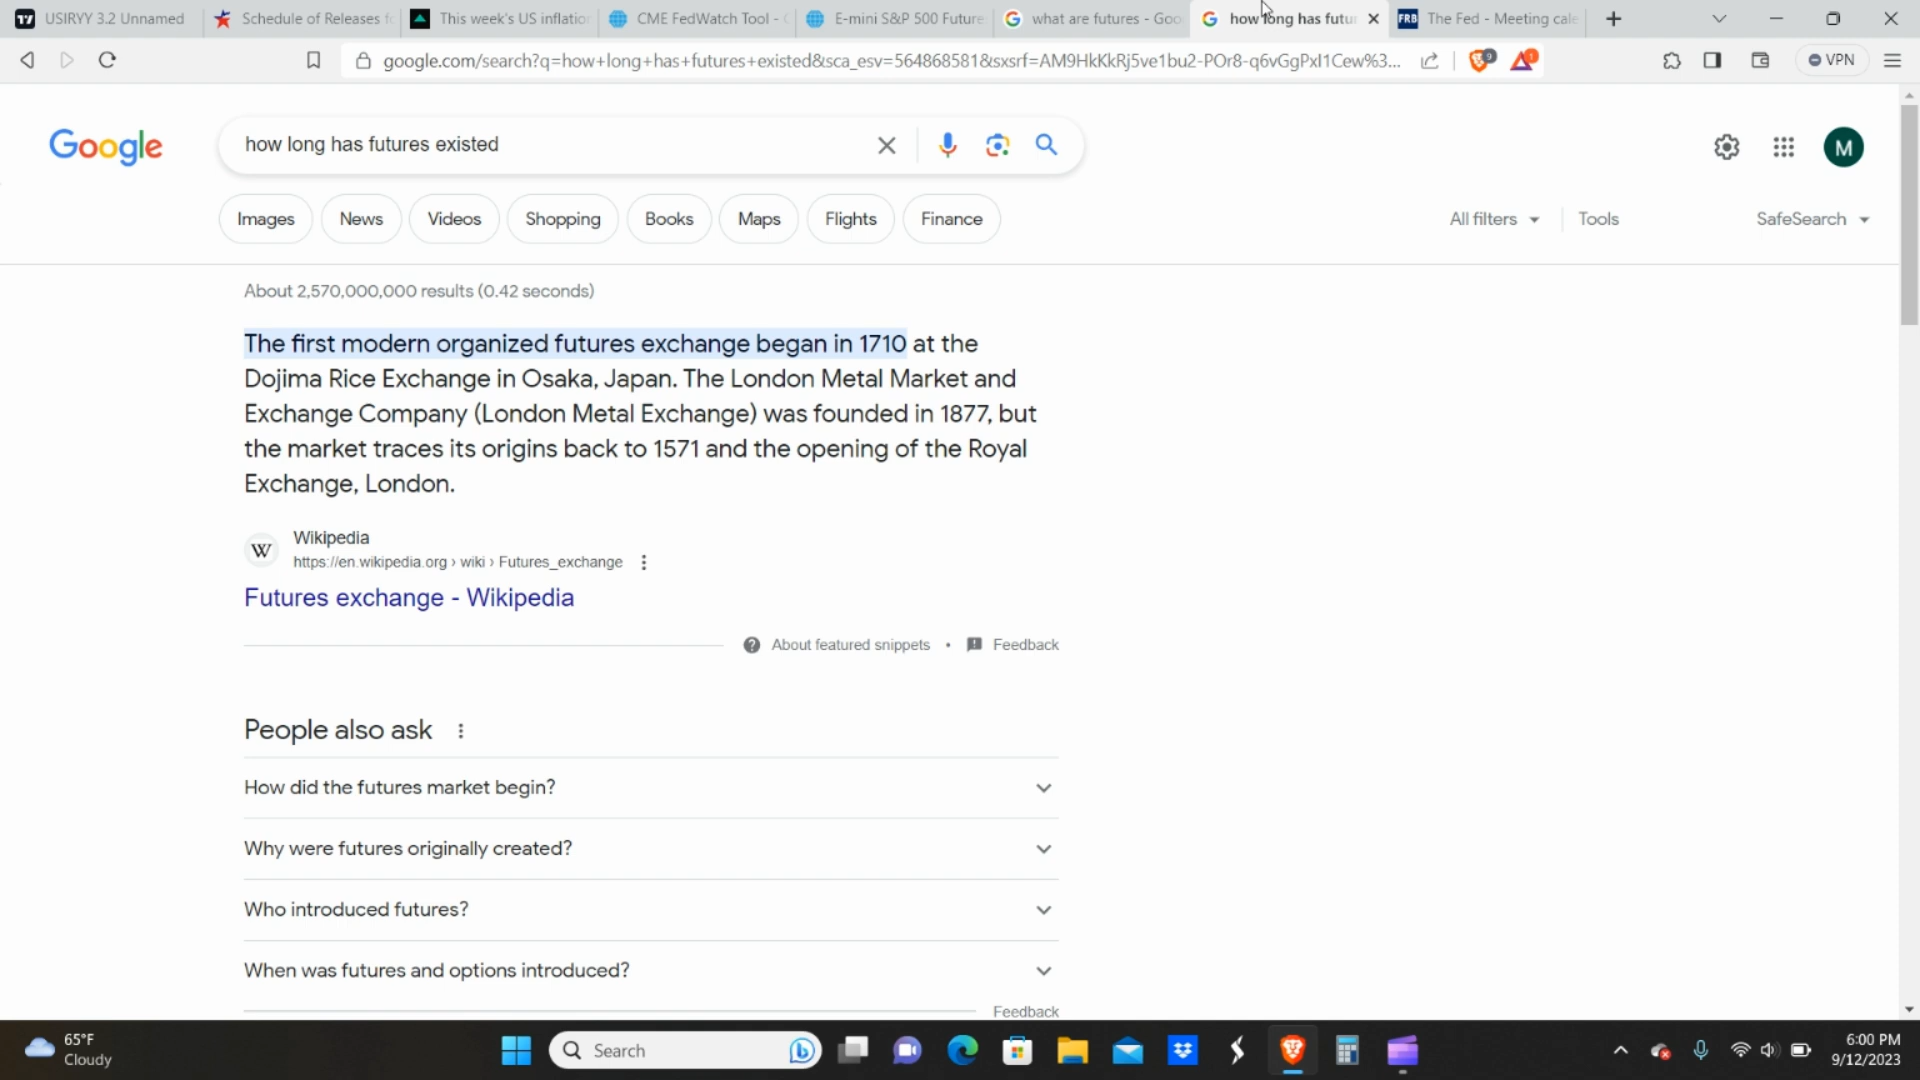 USIRYY 3.2 Unnamed
Schedule of Releases fo
This week's US inflation
CME FedWatch Tool - C
E-mini S&P 500 Future
what are futures - Goo
how long has futur
FRB
The Fed - Meeting cale
google.com/search?q=how+long+has+futures+existed&sca_esv=564868581&sxsrf=AM9HkKkRj5ve1bu2-POr8-q6vGgPxI1Cew%3...
9
1
VPN
Google
how long has futures existed
M
Images
News
Videos
Shopping
Books
Maps
Flights
Finance
All filters
Tools
SafeSearch
About 2,570,000,000 results (0.42 seconds)
The first modern organized futures exchange began in 1710 at the
Dojima Rice Exchange in Osaka, Japan. The London Metal Market and
Exchange Company (London Metal Exchange) was founded in 1877, but
the market traces its origins back to 1571 and the opening of the Royal
Exchange, London.
W
Wikipedia
https://en.wikipedia.org › wiki › Futures_exchange
Futures exchange - Wikipedia
About featured snippets • Feedback
People also ask
How did the futures market begin?
Why were futures originally created?
Who introduced futures?
When was futures and options introduced?
Feedback
65°F
Cloudy
Search
6:00 PM
9/12/2023